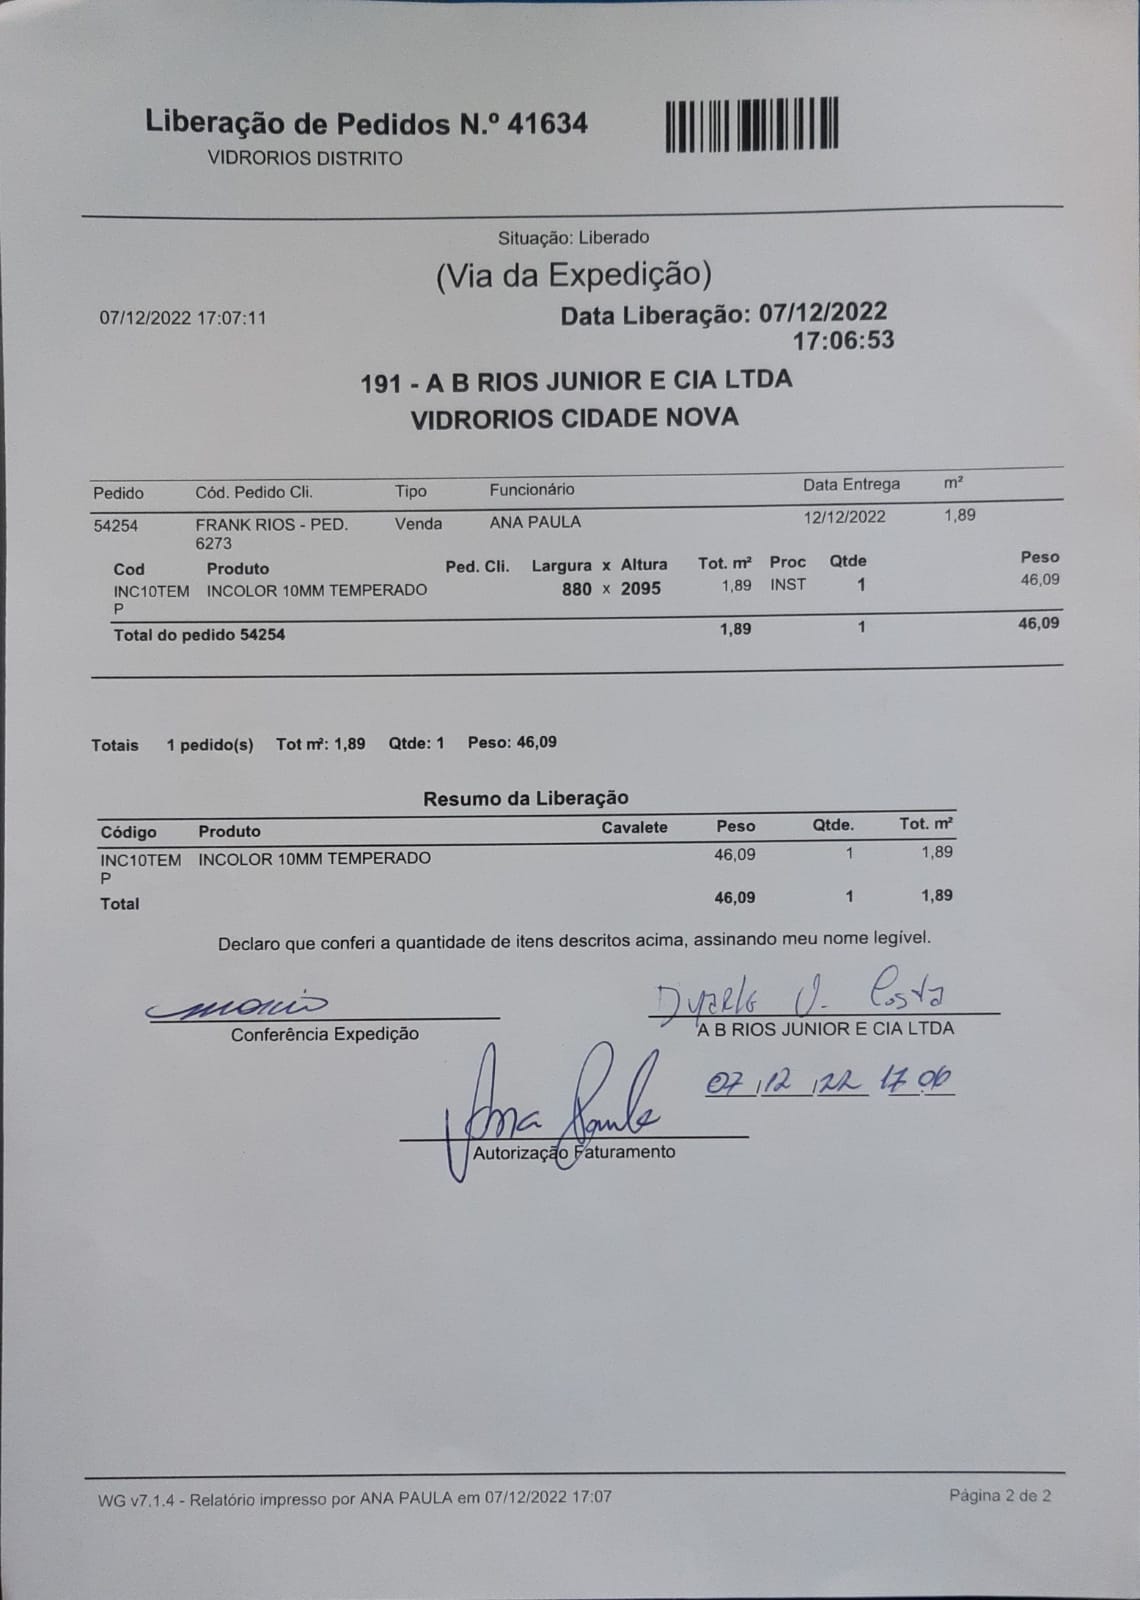 Liberação de Pedidos N.º 41634
VIDRORIOS DISTRITO
Situação: Liberado
(Via da Expedição)
07/12/2022 17:07:11
Data Liberação: 07/12/2022
17:06:53
191 - A B RIOS JUNIOR E CIA LTDA
VIDRORIOS CIDADE NOVA
Pedido Cód. Pedido Cli. Tipo Funcionário Data Entrega m²
54254 FRANK RIOS - PED. Venda ANA PAULA 12/12/2022 1,89
6273
Cod Produto Ped. Cli. Largura x Altura Tot. m² Proc Qtde Peso
INC10TEM INCOLOR 10MM TEMPERADO 880 x 2095 1,89 INST 1 46,09
P
Total do pedido 54254 1,89 1 46,09
Totais 1 pedido(s) Tot m²: 1,89 Qtde: 1 Peso: 46,09
Resumo da Liberação
Código Produto Cavalete Peso Qtde. Tot. m²
INC10TEM INCOLOR 10MM TEMPERADO 46,09 1 1,89
P
Total 46,09 1 1,89
Declaro que conferi a quantidade de itens descritos acima, assinando meu nome legível.
Costa
Conferência Expedição A B RIOS JUNIOR E CIA LTDA
07/12/22 17 06
Ana Paula
Autorização Faturamento
WG v7.1.4 - Relatório impresso por ANA PAULA em 07/12/2022 17:07 Página 2 de 2